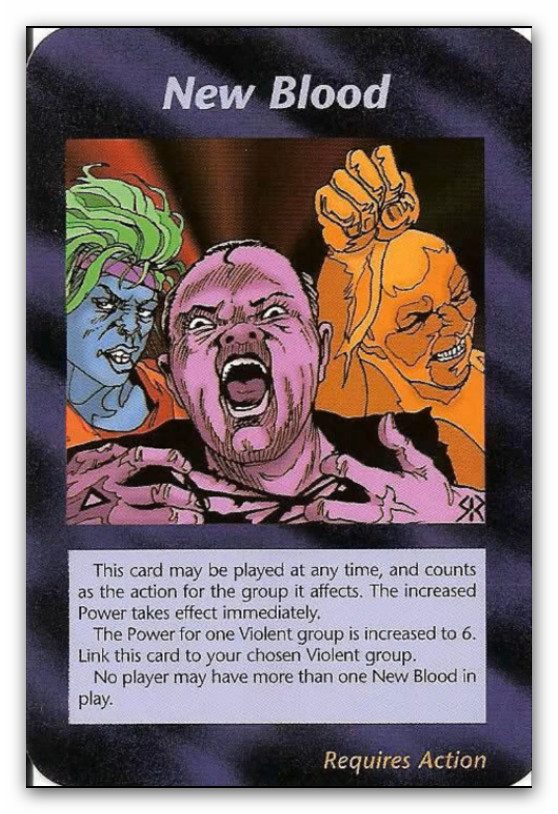 New Blood
This card may be played at any time, and counts
as the action for the group it affects. The increased
Power takes effect immediately.
The Power for one Violent group is increased to 6.
Link this card to your chosen Violent group.
No player may have more than one New Blood in
play.
Requires Action